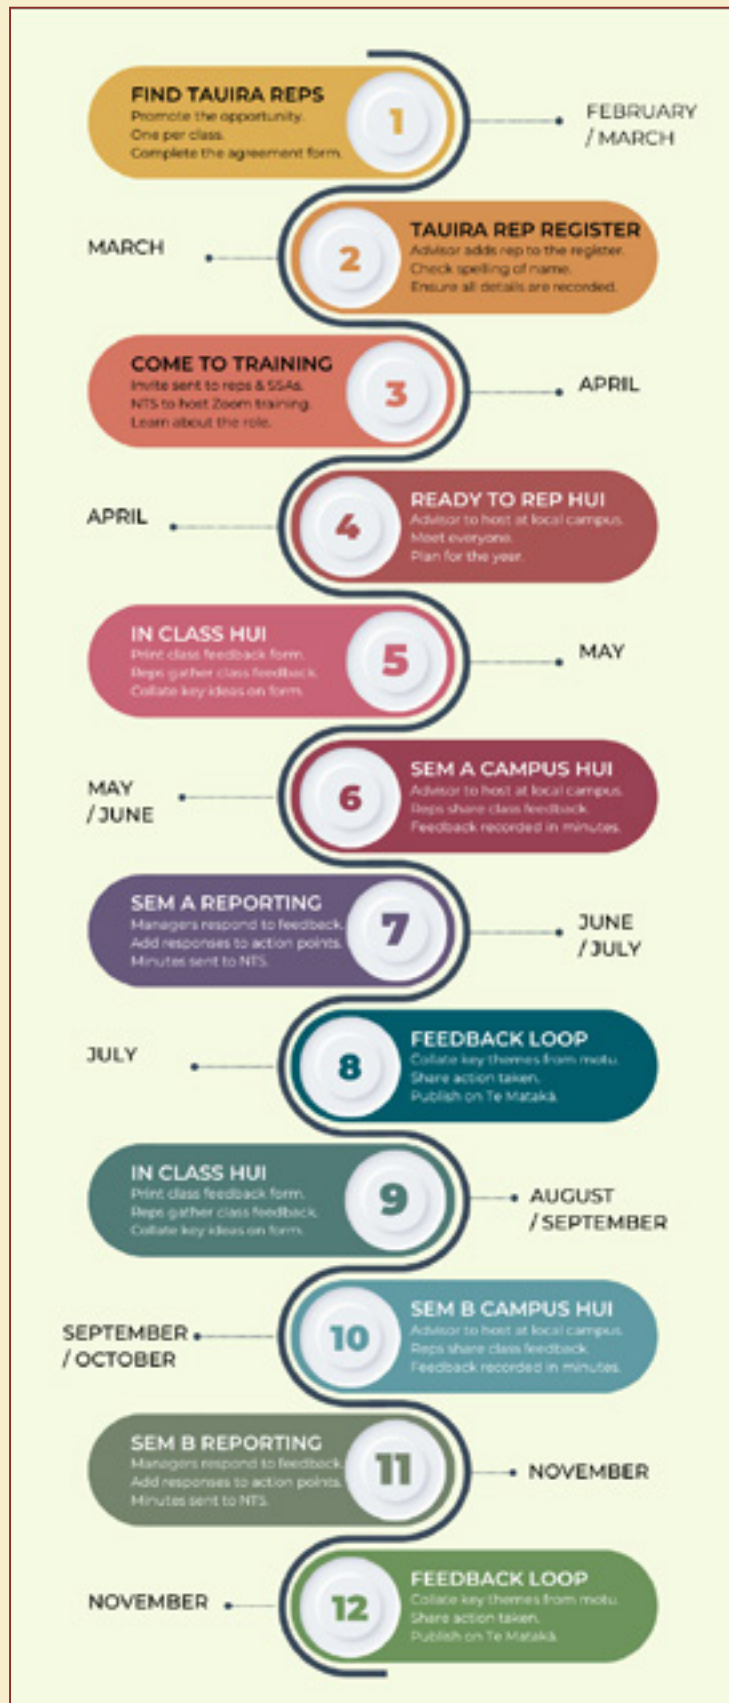 FIND TAUIRA REPS
Promote the opportunity.
One per class.
Complete the agreement form.
1
FEBRUARY
/ MARCH
MARCH
2
TAUIRA REP REGISTER
Advisor adds rep to the register.
Check spelling of name.
Ensure all details are recorded.
COME TO TRAINING
Invite sent to reps & SSAs.
NTS to host Zoom training.
Learn about the role.
3
APRIL
APRIL
4
READY TO REP HUI
Advisor to host at local campus.
Meet everyone.
Plan for the year.
IN CLASS HUI
Print class feedback form.
Reps gather class feedback.
Collate key ideas on form.
5
MAY
MAY
/ JUNE
6
SEM A CAMPUS HUI
Advisor to host at local campus.
Reps share class feedback.
Feedback recorded in minutes.
SEM A REPORTING
Managers respond to feedback.
Add responses to action points.
Minutes sent to NTS.
7
JUNE
/ JULY
JULY
8
FEEDBACK LOOP
Collate key themes from motu.
Share action taken.
Publish on Te Mataka.
IN CLASS HUI
Print class feedback form.
Reps gather class feedback.
Collate key ideas on form.
9
AUGUST
/ SEPTEMBER
SEPTEMBER
/ OCTOBER
10
SEM B CAMPUS HUI
Advisor to host at local campus.
Reps share class feedback.
Feedback recorded in minutes.
SEM B REPORTING
Managers respond to feedback.
Add responses to action points.
Minutes sent to NTS.
11
NOVEMBER
NOVEMBER
12
FEEDBACK LOOP
Collate key themes from motu.
Share action taken.
Publish on Te Matakā.